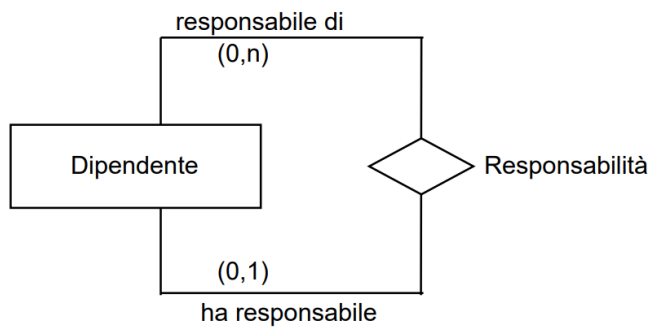 responsabile di
(0,n)
Dipendente
Responsabilità
(0,1)
ha responsabile